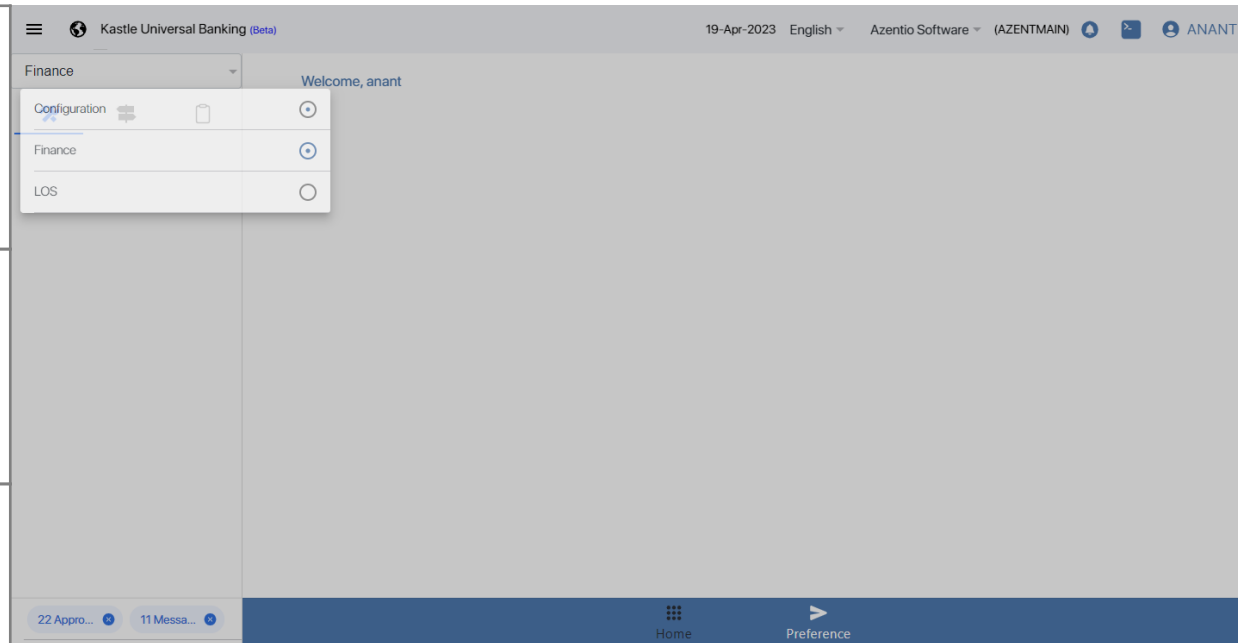 Kastle Universal Banking (Beta) 19-Apr-2023 English Azentio Software (AZENTMAIN) ANANT
Finance
Welcome, anant
Configuration
Finance
LOS
22 Appro... 11 Messa...
Home Preference